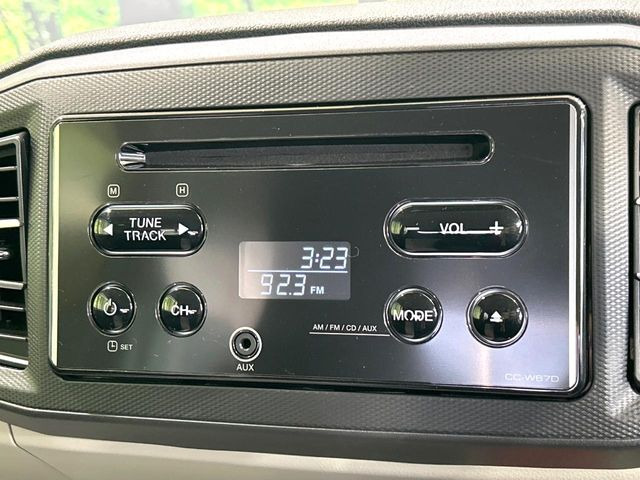 M H
TUNE
TRACK
− VOL +
3:23
92.3 FM
CH
MODE
AM / FM / CD / AUX
SET
AUX
CC-W67D